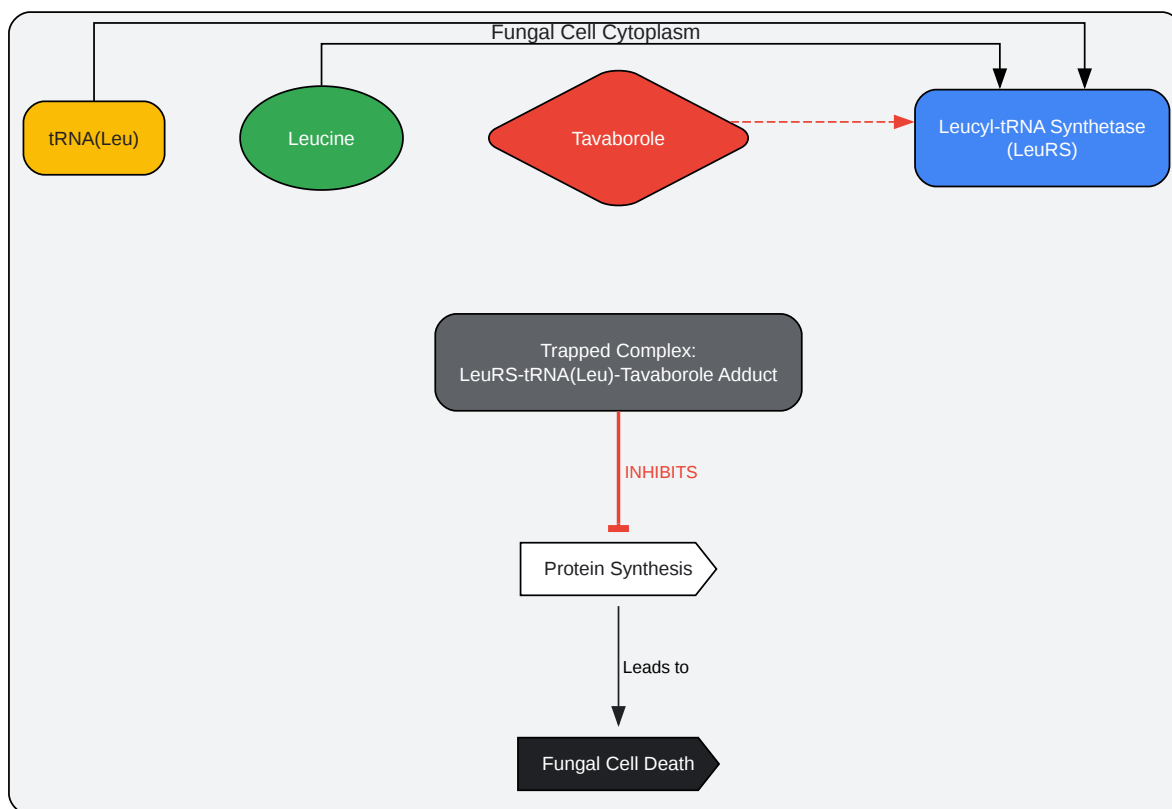 Fungal Cell Cytoplasm
tRNA(Leu)
Leucine
Tavaborole
Leucyl-tRNA Synthetase
(LeuRS)
Trapped Complex:
LeuRS-tRNA(Leu)-Tavaborole Adduct
INHIBITS
Protein Synthesis
Leads to
Fungal Cell Death